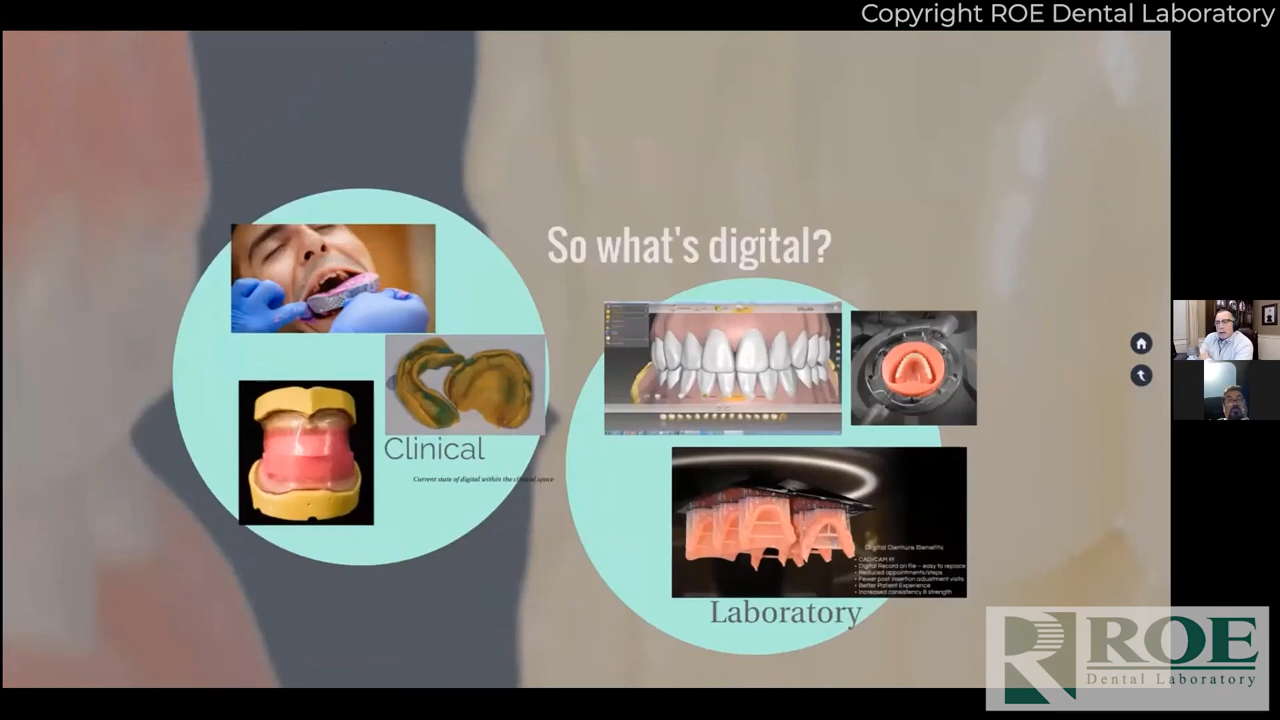 Copyright ROE Dental Laboratory
So what's digital?
Clinical
Current state of digital within the clinical space
Digital Denture Benefits
• CAD/CAM fit
• Digital Record on file – easy to replace
• Reduced appointments/steps
• Fewer post insertion adjustment visits
• Better Patient Experience
• Increased consistency & strength
Laboratory
ROE
Dental Laboratory